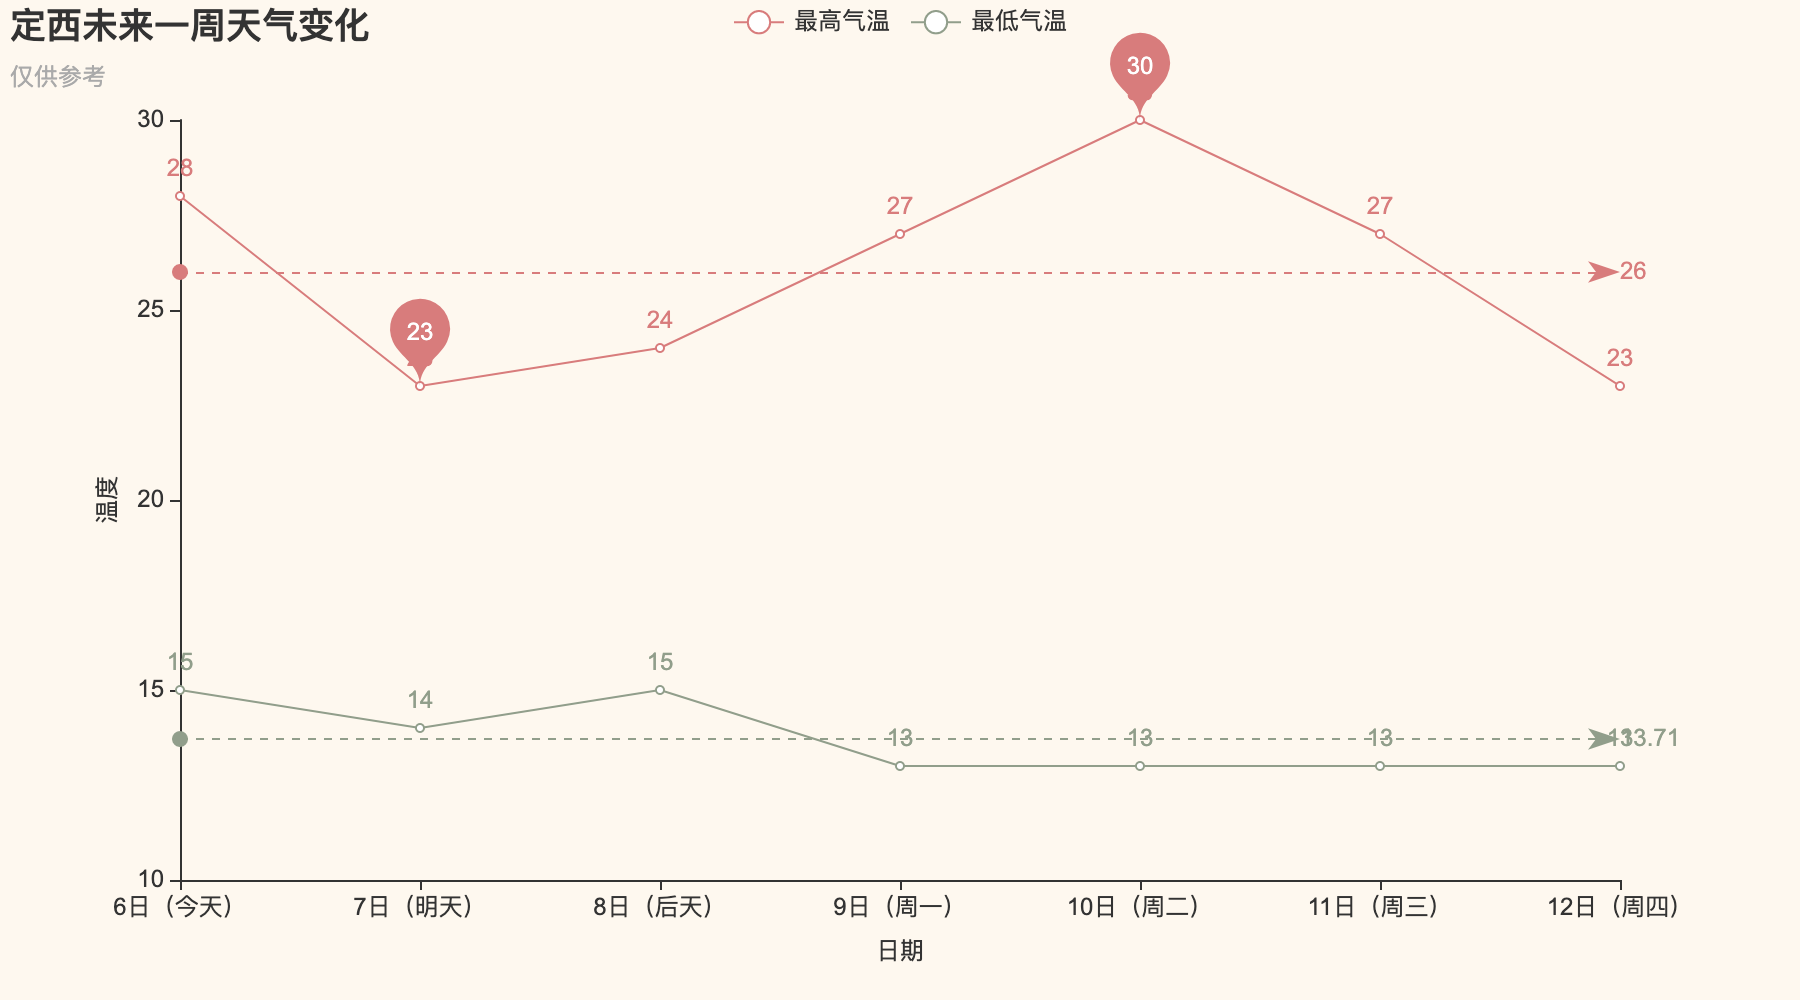 定西未来一周天气变化
仅供参考
最高气温
最低气温
30
30
28
27
27
26
25
23
24
23
温度
20
15
15
15
14
13
13
13
13
13.71
10
6日（今天）
7日（明天）
8日（后天）
9日（周一）
10日（周二）
11日（周三）
12日（周四）
日期